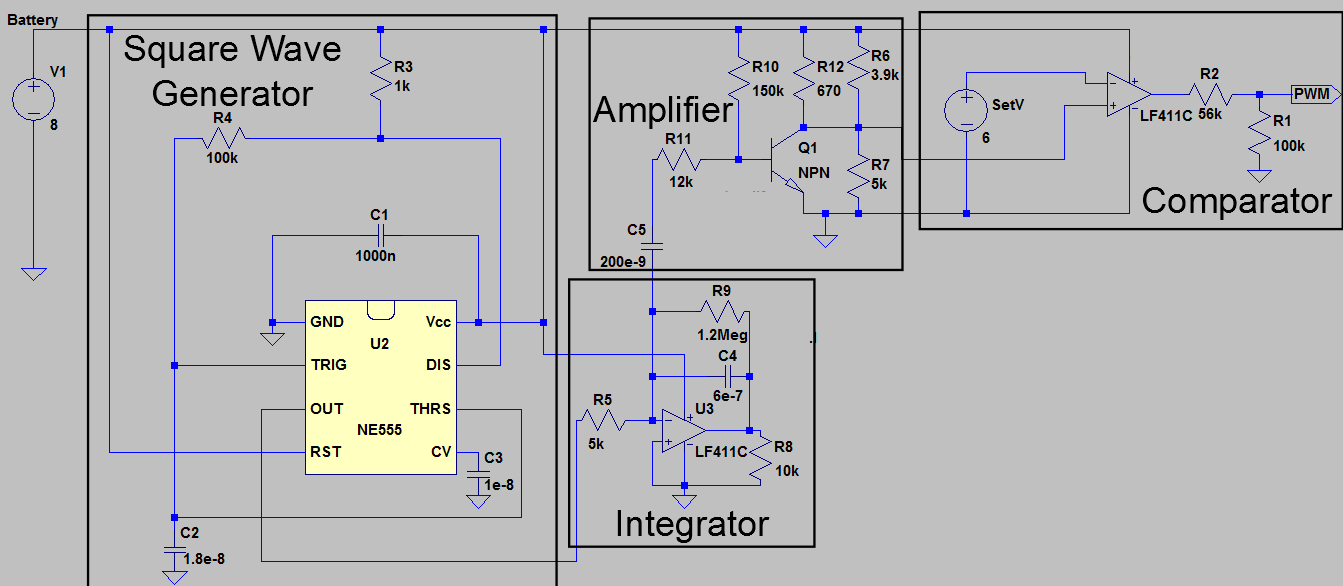 Battery
V1
8
Square Wave
Generator
R3
1k
R4
100k
C1
1000n
GND
Vcc
U2
TRIG
DIS
OUT
THRS
NE555
RST
CV
C3
1e-8
C2
1.8e-8
Amplifier
R10
150k
R12
670
R6
3.9k
R11
12k
Q1
NPN
R7
5k
C5
200e-9
R9
1.2Meg
C4
6e-7
R5
5k
U3
LF411C
R8
10k
Integrator
SetV
6
LF411C
R2
56k
PWM
R1
100k
Comparator